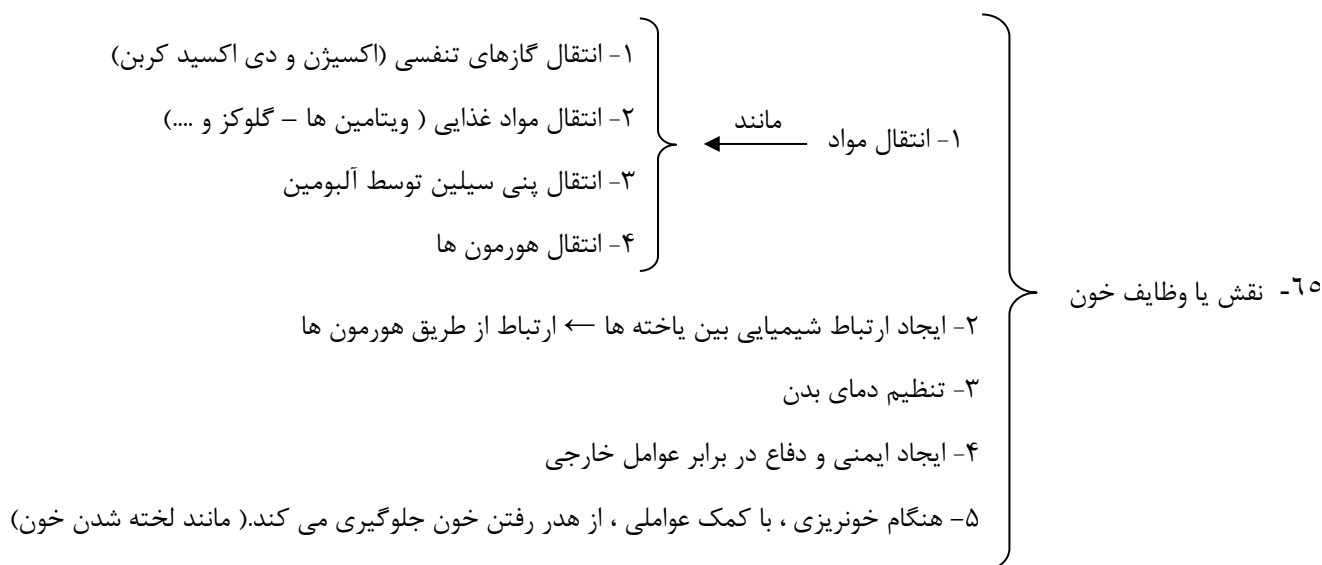 ۶۵- نقش یا وظایف خون
۱- انتقال مواد
مانند
۱- انتقال گازهای تنفسی (اکسیژن و دی اکسید کربن)
۲- انتقال مواد غذایی ( ویتامین ها – گلوکز و ....)
۳- انتقال پنی سیلین توسط آلبومین
۴- انتقال هورمون ها
۲- ایجاد ارتباط شیمیایی بین یاخته ها ← ارتباط از طریق هورمون ها
۳- تنظیم دمای بدن
۴- ایجاد ایمنی و دفاع در برابر عوامل خارجی
۵- هنگام خونریزی ، با کمک عواملی ، از هدر رفتن خون جلوگیری می کند.( مانند لخته شدن خون)